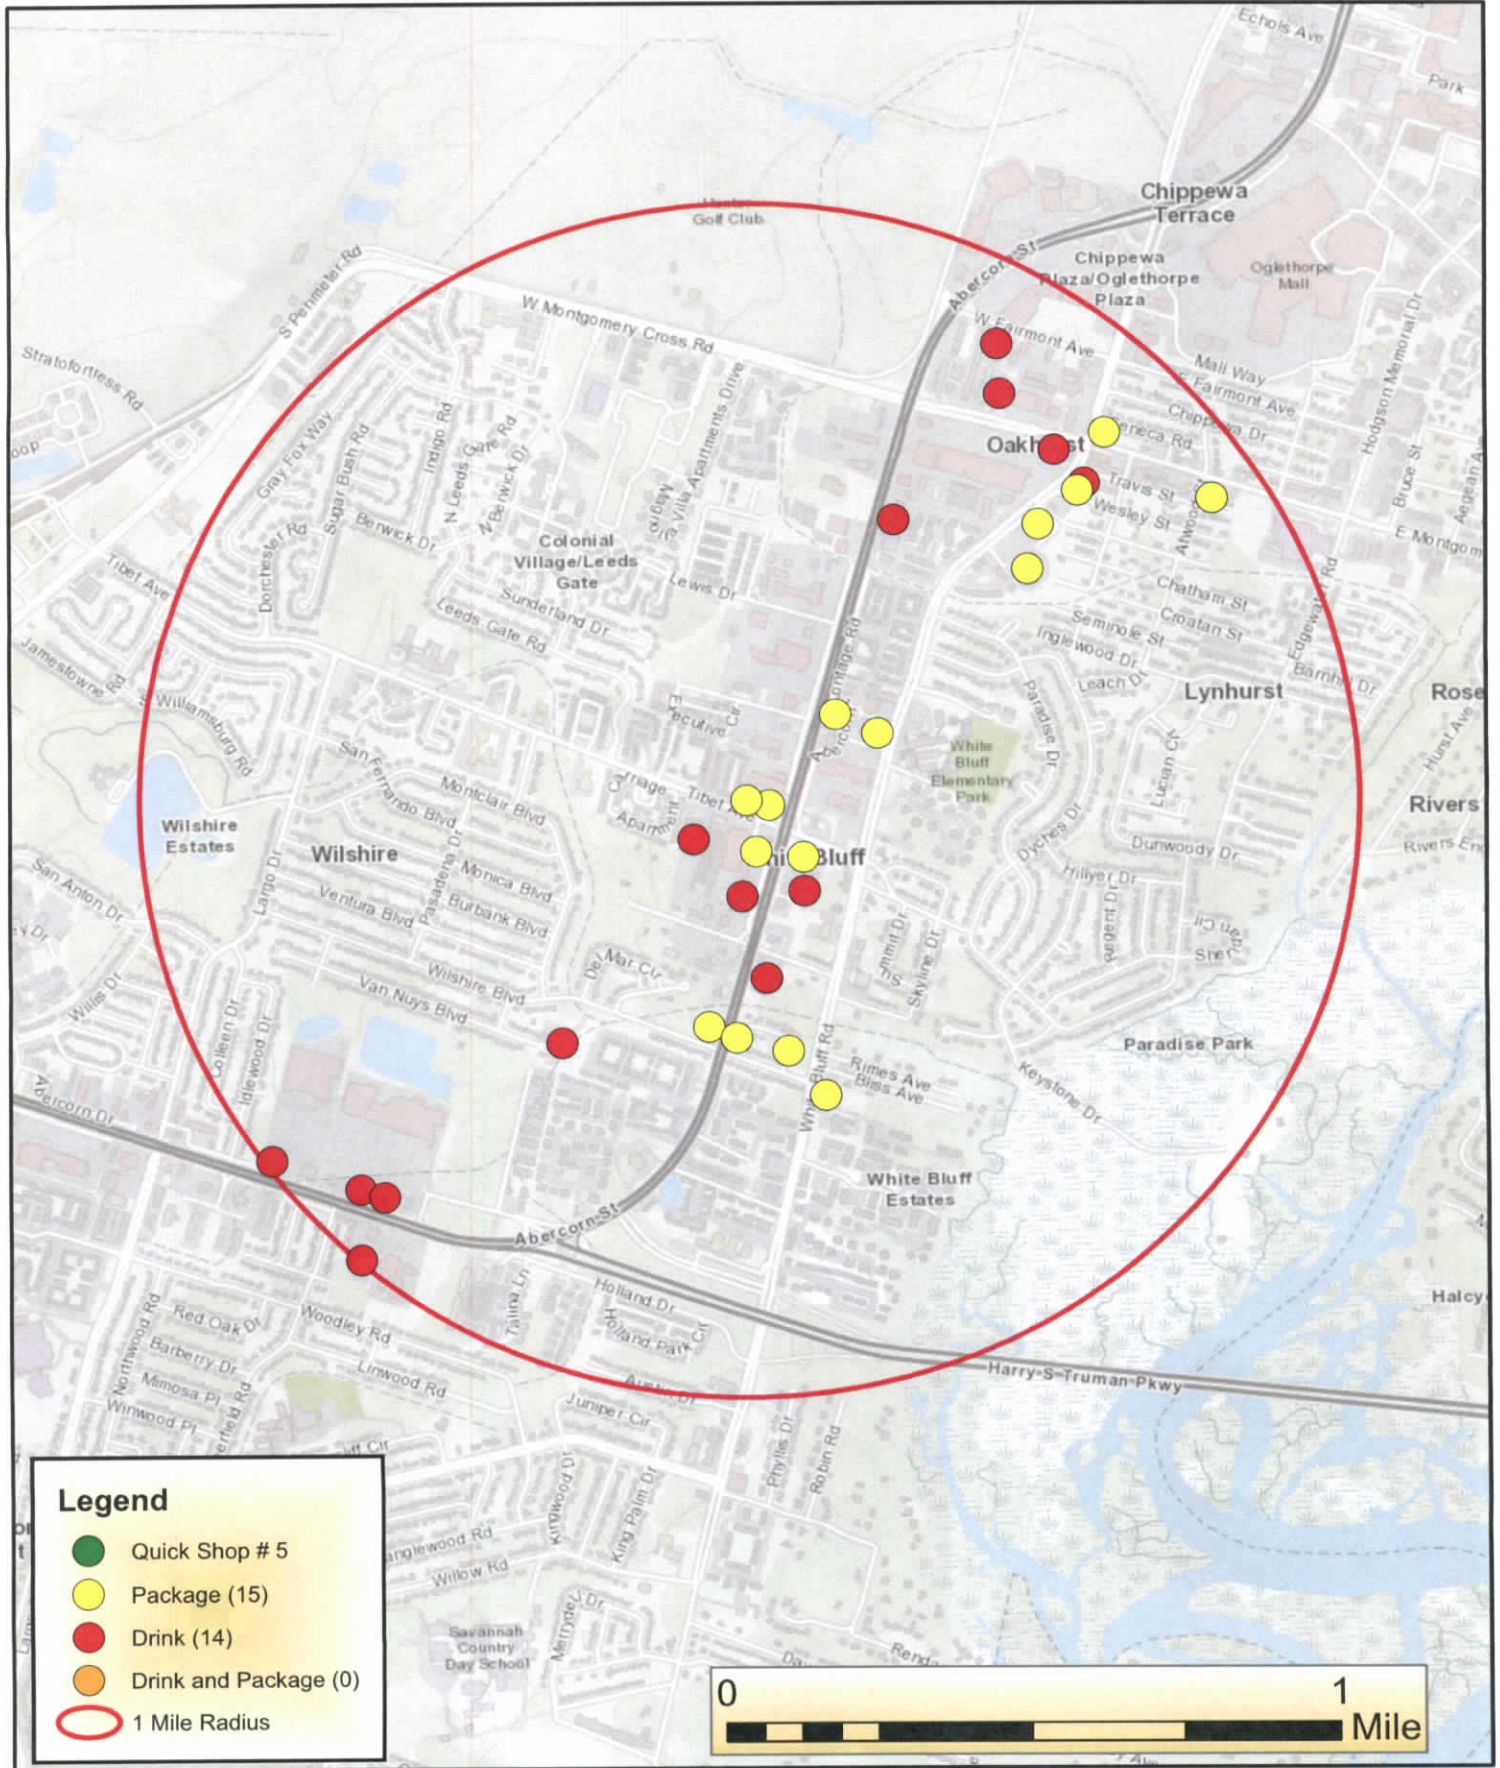 Echols Ave
Park
Chippewa
Terrace
Golf Club
Abercorn St
Chippewa
Plaza/Oglethorpe
Plaza
Oglethorpe
Mall
S Perimeter Rd
W Montgomery Cross Rd
W Fairmont Ave
Mall Way
E Fairmont Ave
Chippewa Dr
Hodgson Memorial Dr
Stratofortress Rd
oop
Gray Fox Way
Sugar Bush Rd
Indigo Rd
N Leeds Gate Rd
N Berwick Dr
Magnolia Villa Apartments Drive
Seneca Rd
Bruce St
Travis St
Wesley St
Atwood
E Montgom
Berwick Dr
Dorchester Rd
Colonial
Village/Leeds
Gate
Lewis Dr
Tibet Ave
Sunderland Dr
Leeds Gate Rd
Chatham St
Croatan St
Seminole St
Inglewood Dr
Edgewater Rd
Jamestowne Rd
Leach Dr
Barnhill Dr
Lynhurst
Rose
Williamsburg Rd
Executive Cir
Paradise Dr
Hurst Ave
San Fernando Blvd
Montclair Blvd
Tibet Ave
Apartment
White
Bluff
Elementary
Park
Lucian Cir
Rivers
Wilshire
Estates
Wilshire
Bluff
Dyches Dr
Dunwoody Dr
Rivers End
San Anton Dr
Largo Dr
Pasadena Dr
Monica Blvd
Ventura Blvd
Burbank Blvd
Hillyer Dr
Regent Dr
Del Mar Cir
Skyline Dr
Willis Dr
Wilshire Blvd
Van Nuys Blvd
Colleen Dr
Idlewood Dr
Paradise Park
Rimes Ave
Bliss Ave
Keystone Dr
Abercorn Dr
White Bluff
Estates
Abercorn St
Talina Ln
Holland Dr
Holland Park Cir
Halcy
Northwood Rd
Red Oak Dr
Woodley Rd
Barberry Dr
Linwood Rd
Mimosa Pl
Winwood Pl
Austin Dr
Harry S Truman Pkwy
Juniper Cir
Phyllis Dr
Robin Rd
Kingwood Dr
King Palm Dr
anglewood Rd
Willow Rd
Savannah
Country
Day School
Legend
Quick Shop # 5
Package (15)
Drink (14)
Drink and Package (0)
1 Mile Radius
0
1
Mile